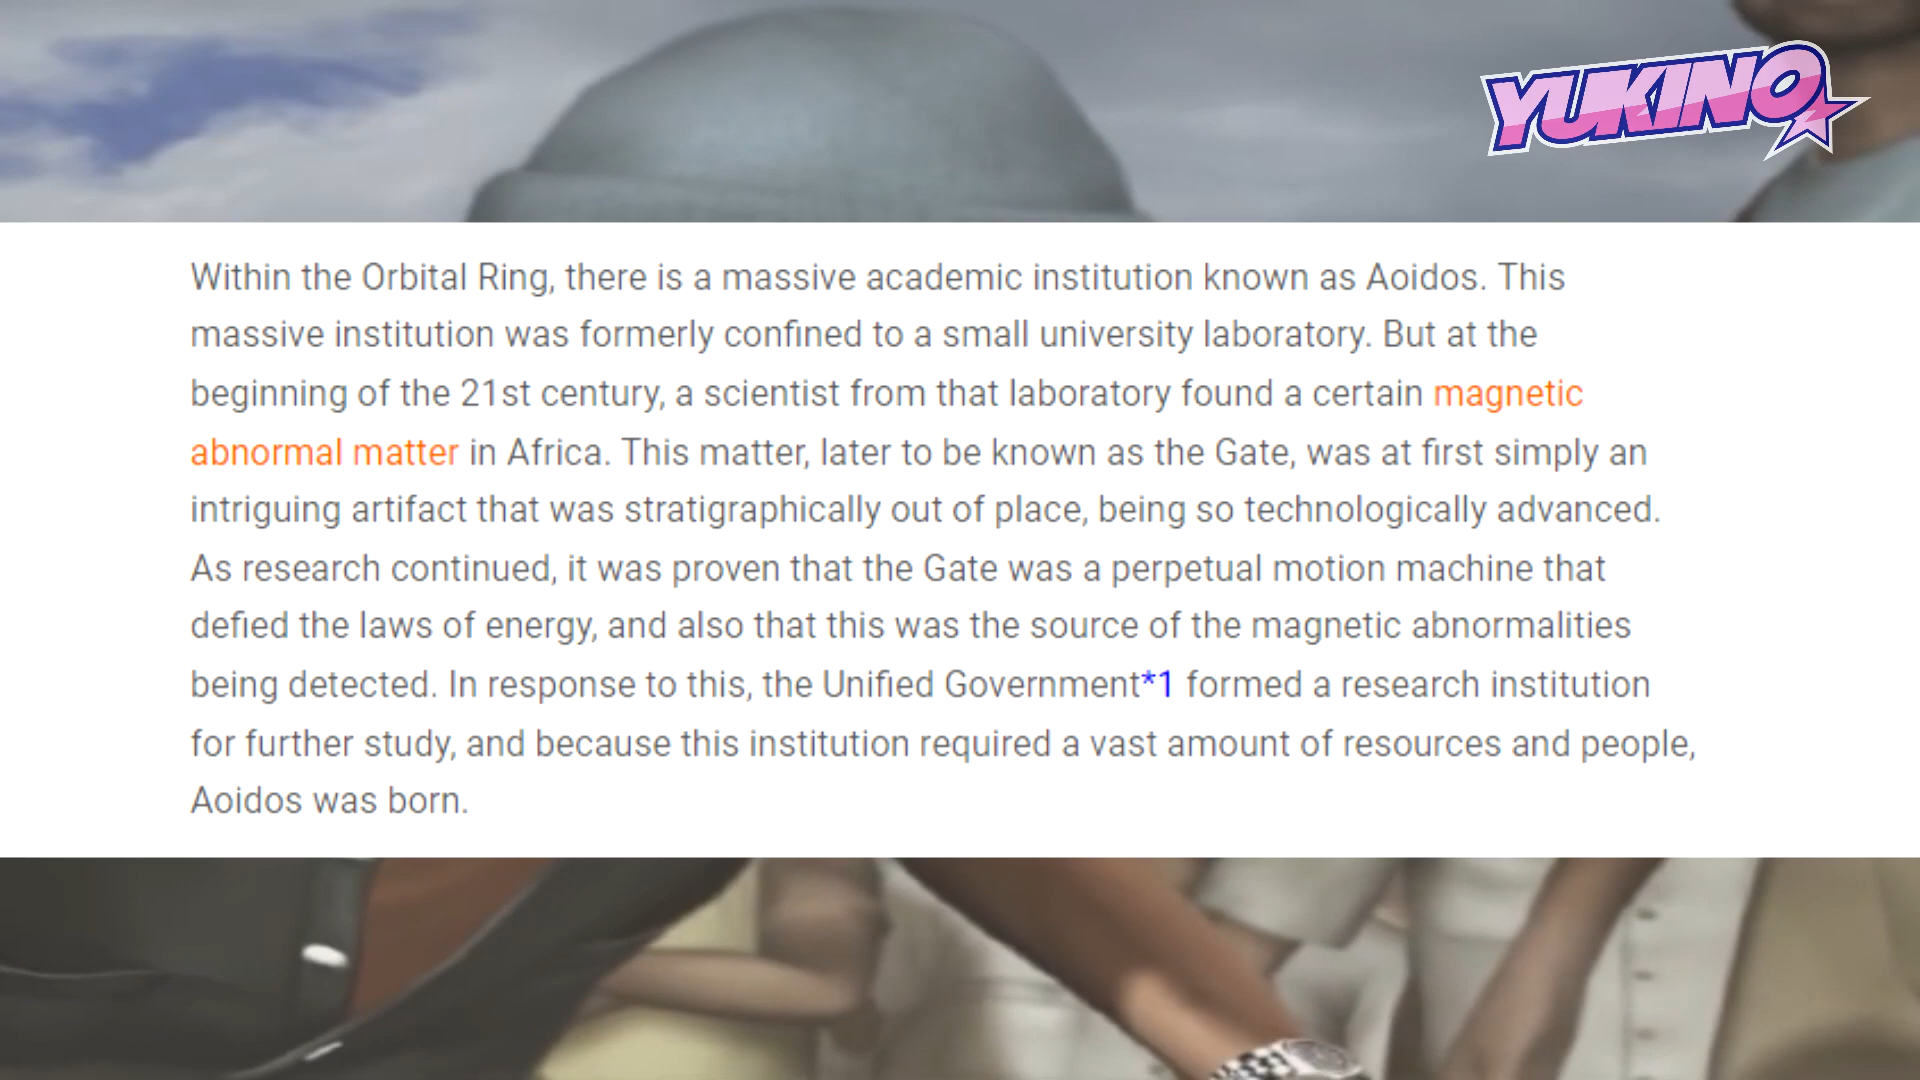 YUKINO
Within the Orbital Ring, there is a massive academic institution known as Aoidos. This
massive institution was formerly confined to a small university laboratory. But at the
beginning of the 21st century, a scientist from that laboratory found a certain magnetic
abnormal matter in Africa. This matter, later to be known as the Gate, was at first simply an
intriguing artifact that was stratigraphically out of place, being so technologically advanced.
As research continued, it was proven that the Gate was a perpetual motion machine that
defied the laws of energy, and also that this was the source of the magnetic abnormalities
being detected. In response to this, the Unified Government*1 formed a research institution
for further study, and because this institution required a vast amount of resources and people,
Aoidos was born.